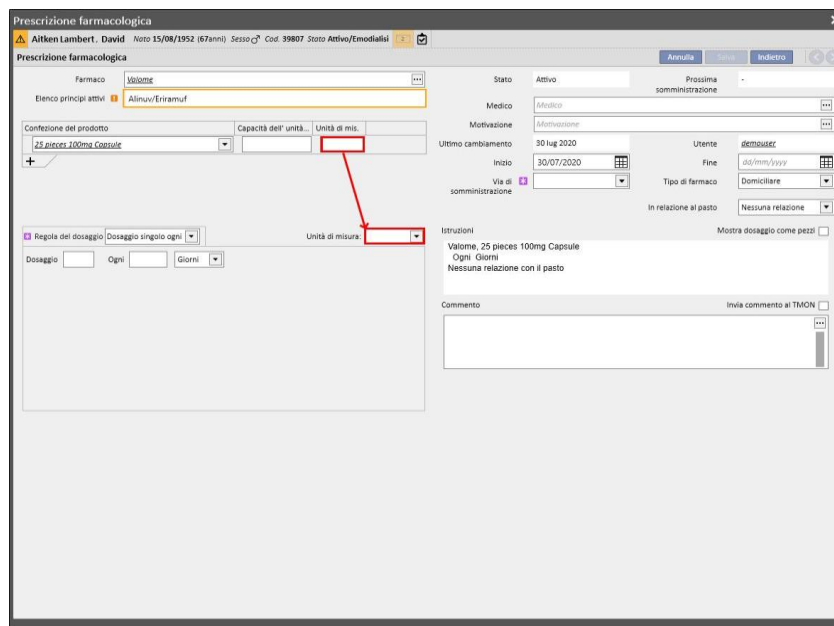 Prescrizione farmacologica
Aitken Lambert, David Nato 15/08/1952 (67anni) Sesso Cod. 39807 Stato Attivo/Emodialisi
Prescrizione farmacologica Annulla Salva Indietro
Farmaco Valome
Elenco principi attivi Alinuv/Eriramuf
Confezione del prodotto Capacità dell' unità... Unità di mis.
25 pieces 100mg Capsule
+
Regola del dosaggio Dosaggio singolo ogni Unità di misura:
Dosaggio Ogni Giorni
Stato Attivo Prossima somministrazione -
Medico Medico
Motivazione Motivazione
Ultimo cambiamento 30 lug 2020 Utente demouser
Inizio 30/07/2020 Fine dd/mm/yyyy
Via di somministrazione Tipo di farmaco Domiciliare
In relazione al pasto Nessuna relazione
Istruzioni Mostra dosaggio come pezzi
Valome, 25 pieces 100mg Capsule
Ogni Giorni
Nessuna relazione con il pasto
Commento Invia commento al TMON